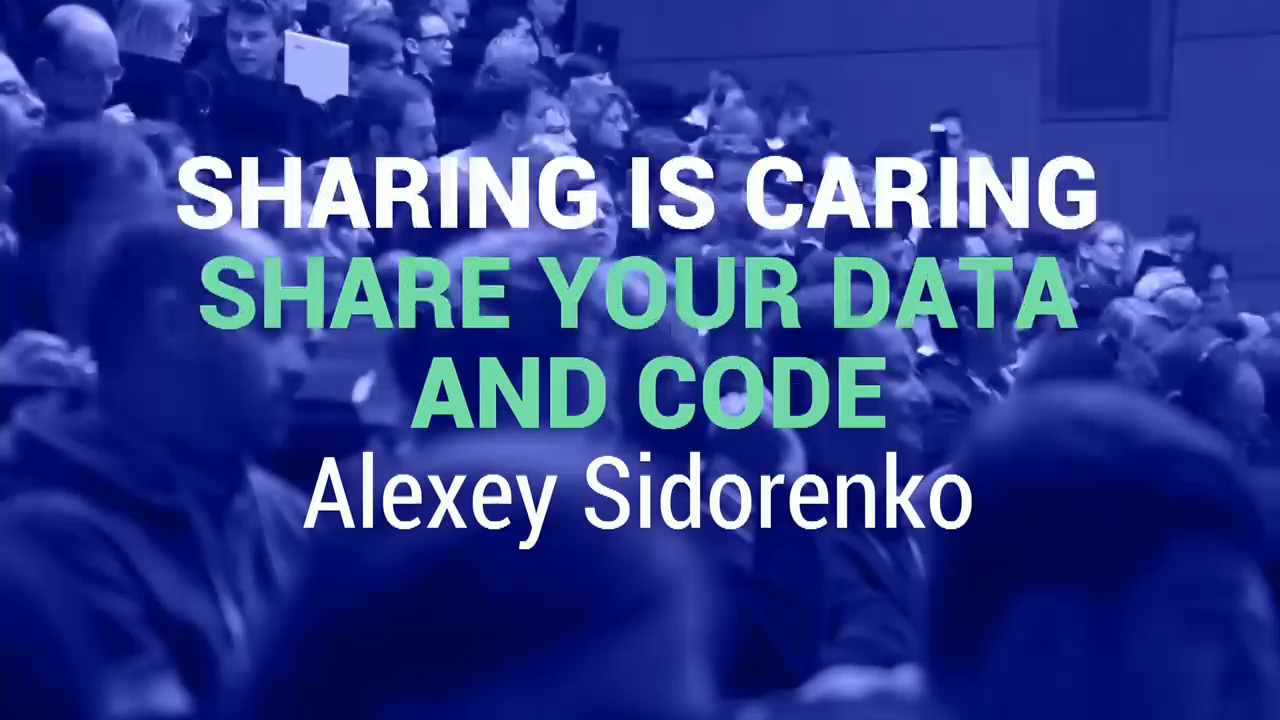 SHARING IS CARING
SHARE YOUR DATA
AND CODE
Alexey Sidorenko